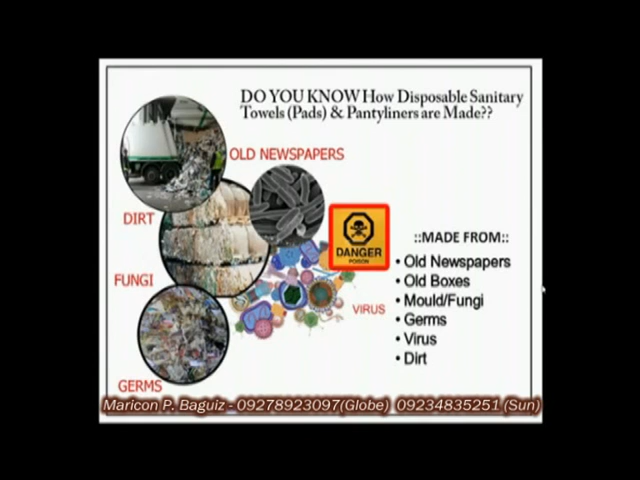 DO YOU KNOW How Disposable Sanitary
Towels (Pads) & Pantyliners are Made??
OLD NEWSPAPERS
DIRT
FUNGI
GERMS
VIRUS
DANGER
POISON
::MADE FROM::
• Old Newspapers
• Old Boxes
• Mould/Fungi
• Germs
• Virus
• Dirt
Maricon P. Baguiz - 09278923097(Globe) 09234835251 (Sun)